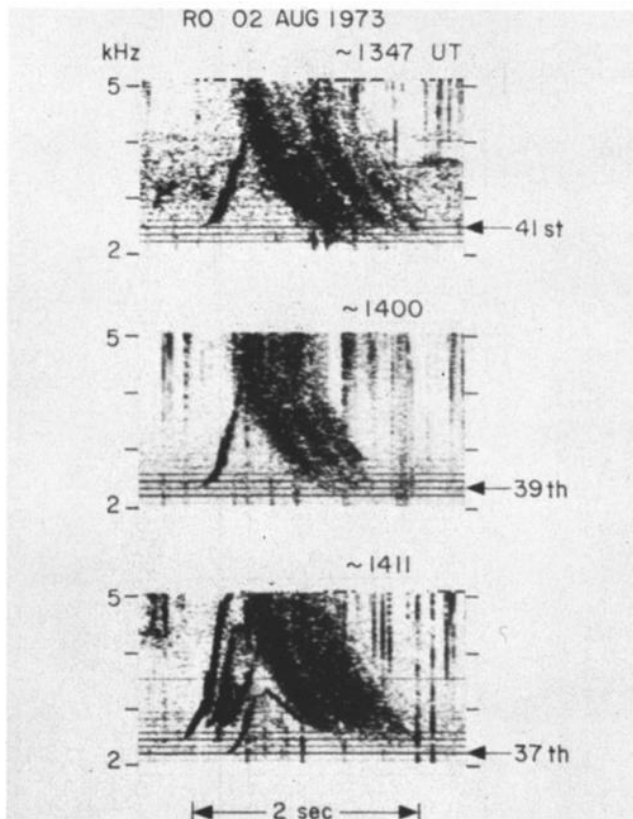 RO 02 AUG 1973
kHz ~1347 UT
5
41st
2
~1400
5
39th
2
~1411
5
37th
2
2 sec